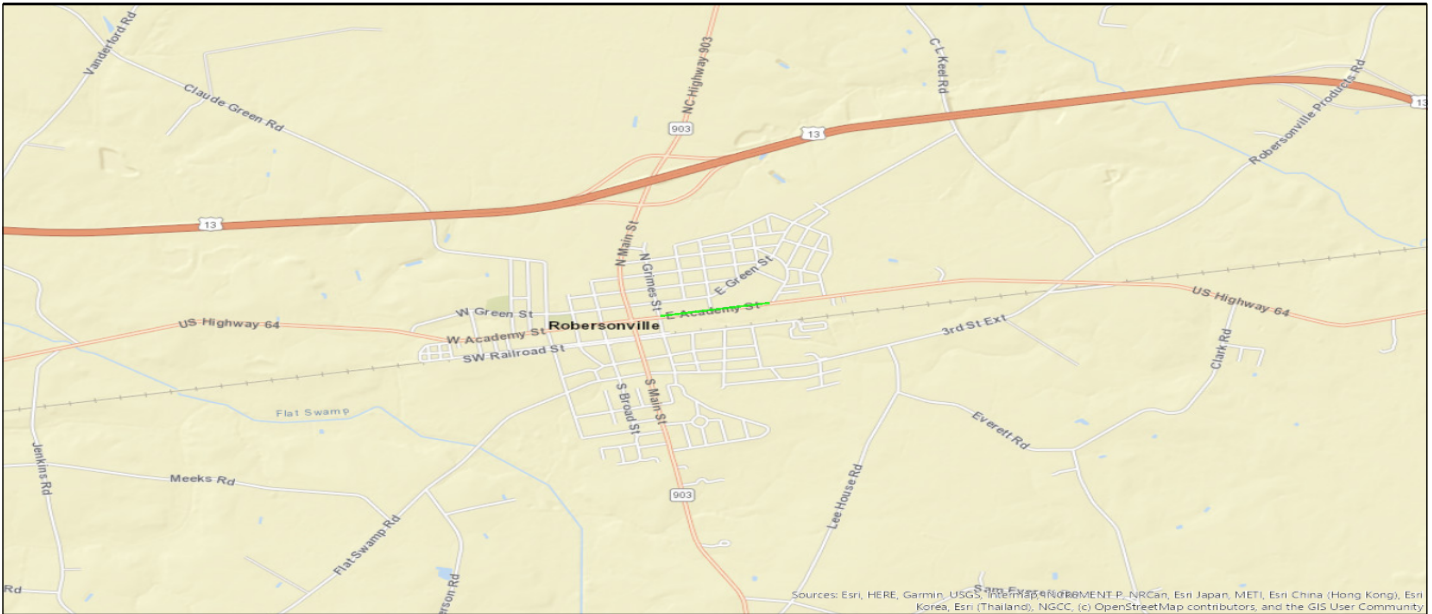 Vanderford Rd
Claude Green Rd
NC Highway 903
903
C L Keel Rd
13
Robersonville Products Rd
13
13
N Main St
N Grimes St
E Green St
E Academy St
US Highway 64
W Green St
Robersonville
US Highway 64
W Academy St
SW Railroad St
3rd St Ext
Clark Rd
Flat Swamp
S Broad St
S Main St
Everett Rd
Jenkins Rd
Meeks Rd
903
Lee House Rd
Flat Swamp Rd
Rd
erson Rd
Sources: Esri, HERE, Garmin, USGS, Intermap, INCREMENT P, NRCan, Esri Japan, METI, Esri China (Hong Kong), Esri
Korea, Esri (Thailand), NGCC, (c) OpenStreetMap contributors, and the GIS User Community